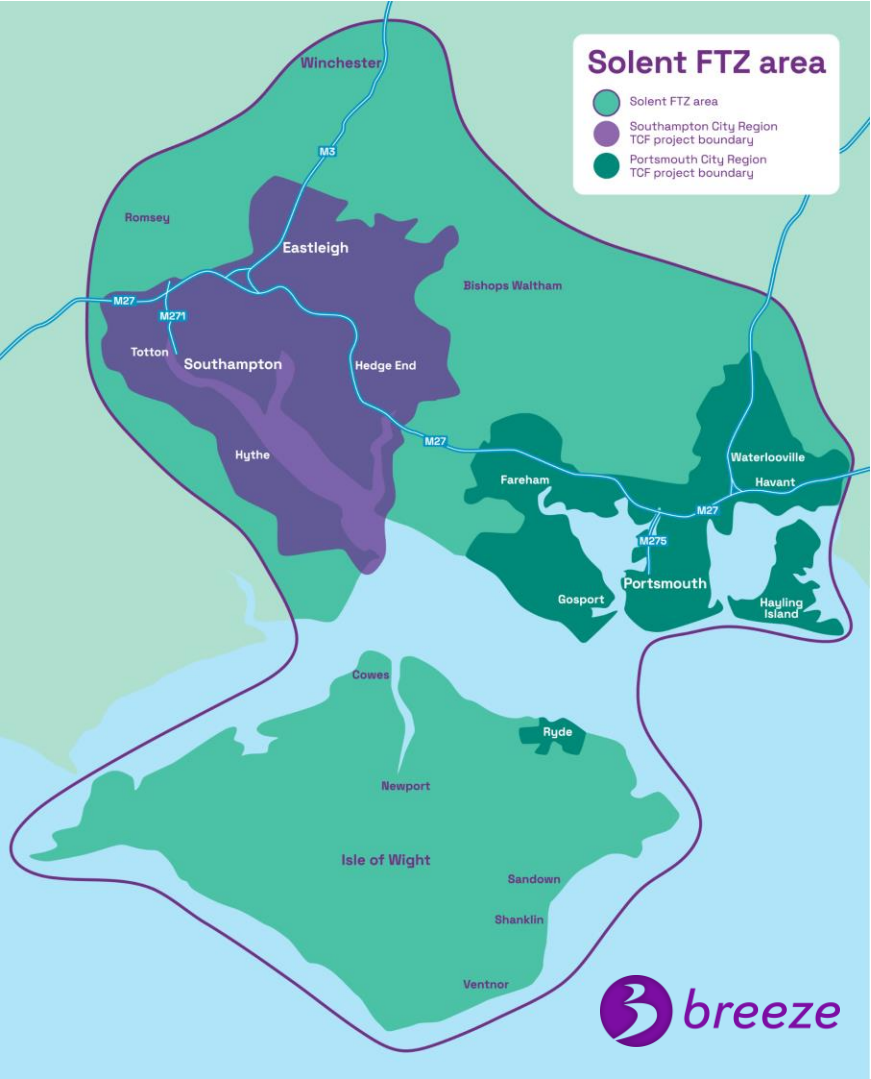 Solent FTZ area
Solent FTZ area
Southampton City Region
TCF project boundary
Portsmouth City Region
TCF project boundary
Winchester
M3
Romsey
Eastleigh
Bishops Waltham
M27
M271
Totton
Southampton
Hedge End
M27
Hythe
Waterlooville
Fareham
Havant
M27
M275
Portsmouth
Gosport
Hayling
Island
Cowes
Ryde
Newport
Isle of Wight
Sandown
Shanklin
Ventnor
breeze